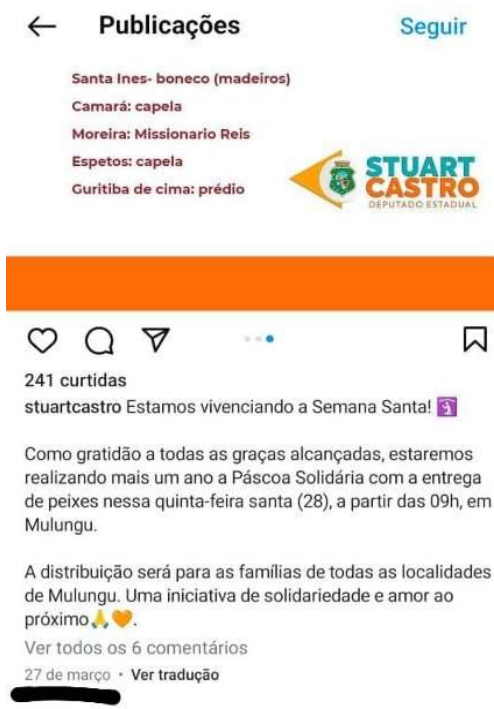 Publicações
Seguir
Santa Ines- boneco (madeiros)
Camará: capela
Moreira: Missionario Reis
Espetos: capela
Guritiba de cima: prédio
STUART
CASTRO
DEPUTADO ESTADUAL
241 curtidas
stuartcastro Estamos vivenciando a Semana Santa! 🛐
Como gratidão a todas as graças alcançadas, estaremos
realizando mais um ano a Páscoa Solidária com a entrega
de peixes nessa quinta-feira santa (28), a partir das 09h, em
Mulungu.
A distribuição será para as famílias de todas as localidades
de Mulungu. Uma iniciativa de solidariedade e amor ao
próximo🙏🧡.
Ver todos os 6 comentários
27 de março • Ver tradução